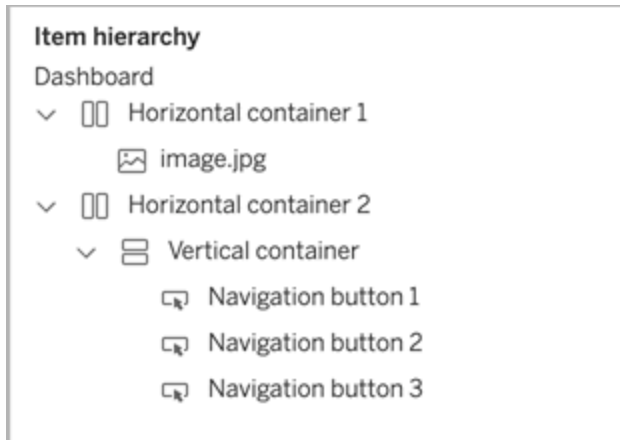 Item hierarchy
Dashboard
Horizontal container 1
image.jpg
Horizontal container 2
Vertical container
Navigation button 1
Navigation button 2
Navigation button 3